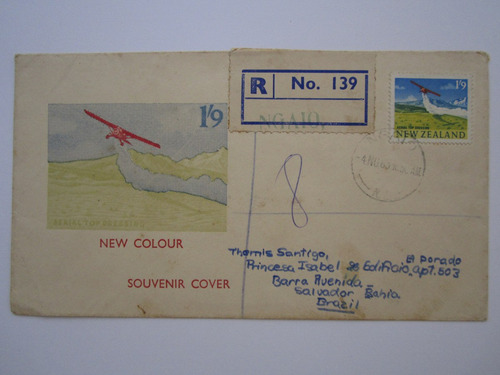 R No. 139
NGAIO,
1'9
1'9
AERIAL TOP DRESSING
NEW ZEALAND
8
NEW COLOUR
SOUVENIR COVER
Themis Santigo,
El Dorado
Princesa Isabel Edificio, apt. 503
Barra Avenida
Salvador Bahia
Brazil